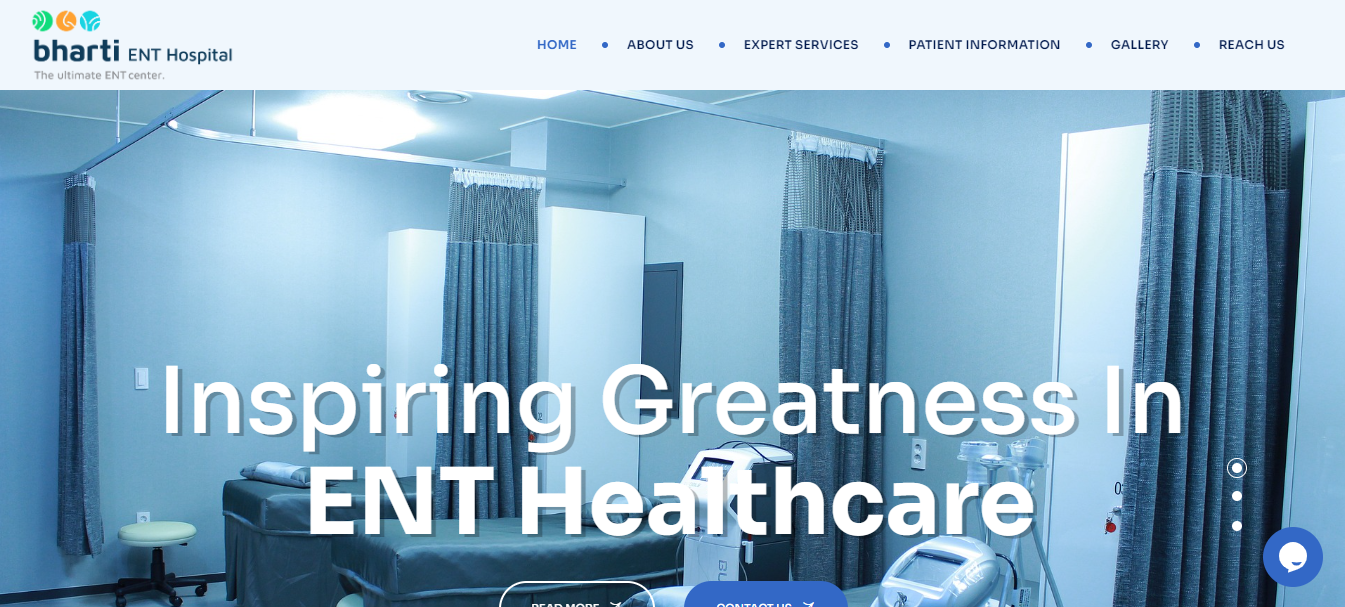 bharti ENT Hospital
The ultimate ENT center.
HOME
ABOUT US
EXPERT SERVICES
PATIENT INFORMATION
GALLERY
REACH US
Inspiring Greatness In
ENT Healthcare
READ MORE
CONTACT US